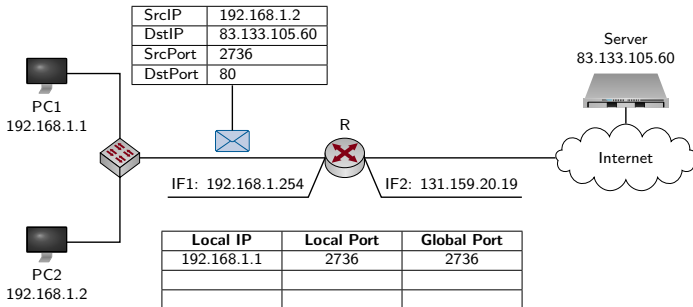 SrcIP 192.168.1.2
DstIP 83.133.105.60
SrcPort 2736
DstPort 80
Server
83.133.105.60
PC1
192.168.1.1
R
Internet
IF1: 192.168.1.254
IF2: 131.159.20.19
PC2
192.168.1.2
Local IP Local Port Global Port
192.168.1.1 2736 2736